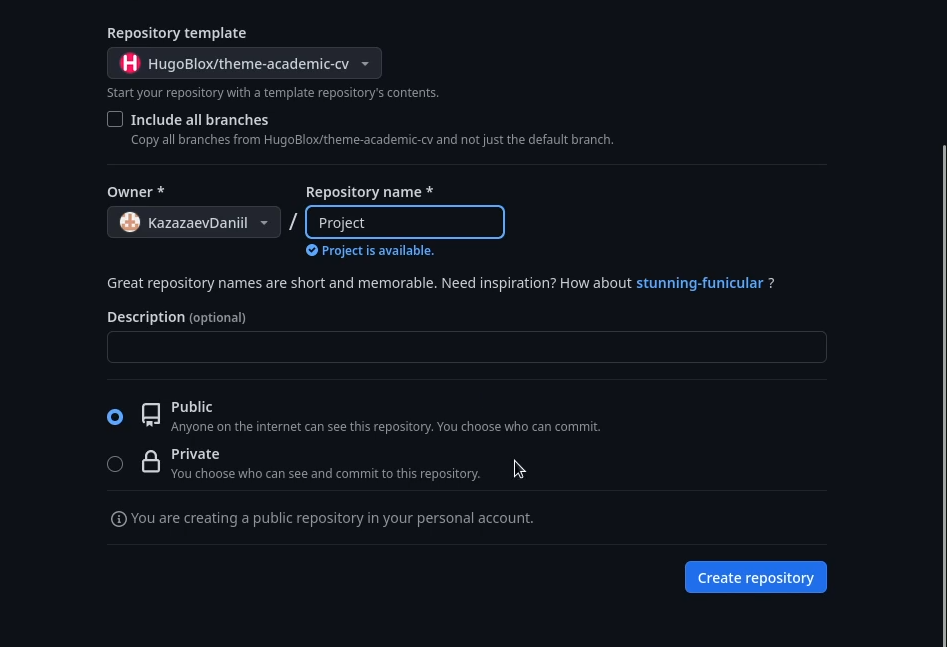 Repository template
HugoBlox/theme-academic-cv
Start your repository with a template repository's contents.
Include all branches
Copy all branches from HugoBlox/theme-academic-cv and not just the default branch.
Owner * Repository name *
KazazaevDaniil / Project
Project is available.
Great repository names are short and memorable. Need inspiration? How about stunning-funicular ?
Description (optional)
Public
Anyone on the internet can see this repository. You choose who can commit.
Private
You choose who can see and commit to this repository.
You are creating a public repository in your personal account.
Create repository